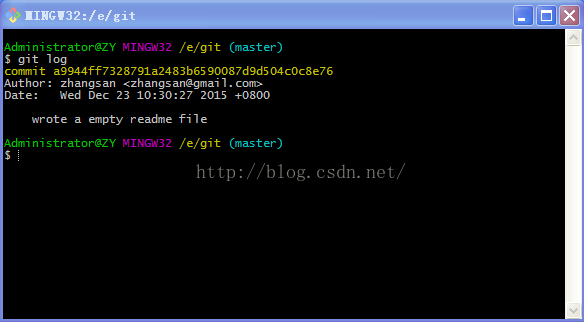 MINGW32:/e/git
Administrator@ZY MINGW32 /e/git (master)
$ git log
commit a9944ff7328791a2483b6590087d9d504c0c8e76
Author: zhangsan <zhangsan@gmail.com>
Date:   Wed Dec 23 10:30:27 2015 +0800
    wrote a empty readme file
Administrator@ZY MINGW32 /e/git (master)
$
http://blog.csdn.net/